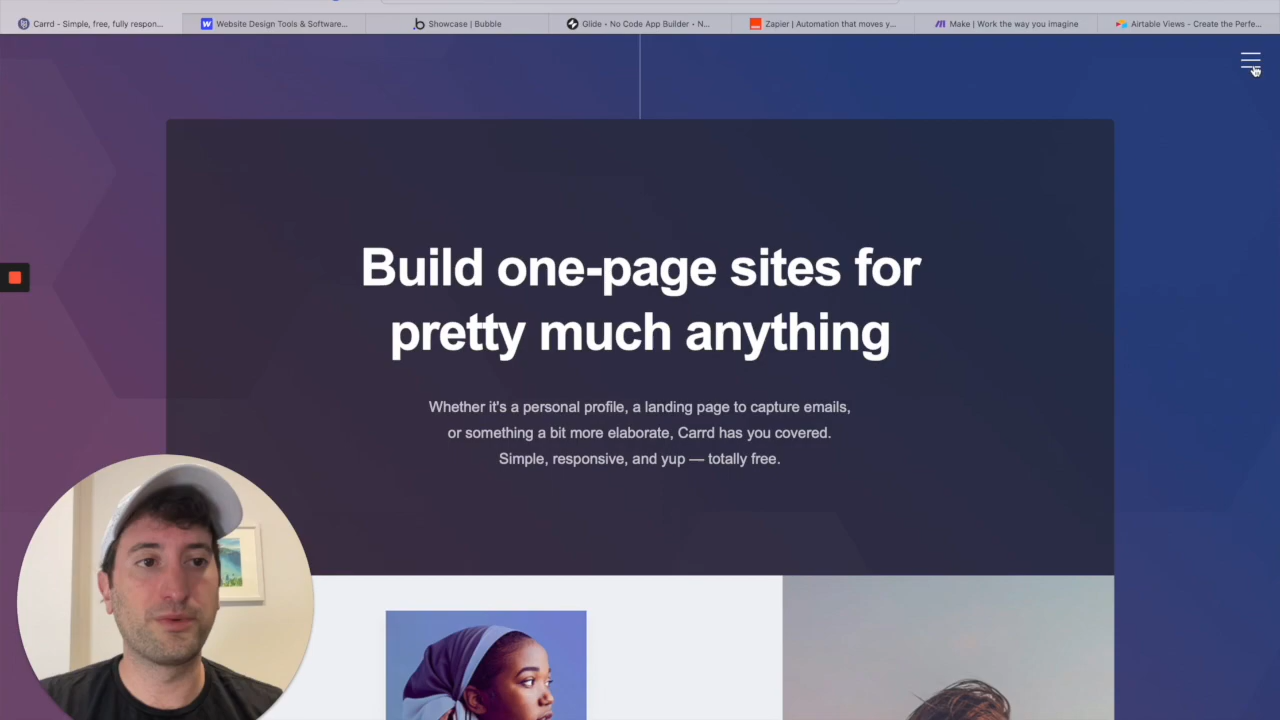 Carrd - Simple, free, fully respon...
Website Design Tools & Software...
Showcase | Bubble
Glide • No Code App Builder • N...
Zapier | Automation that moves y...
Make | Work the way you imagine
Airtable Views - Create the Perfe...
Build one-page sites for
pretty much anything
Whether it's a personal profile, a landing page to capture emails,
or something a bit more elaborate, Carrd has you covered.
Simple, responsive, and yup — totally free.